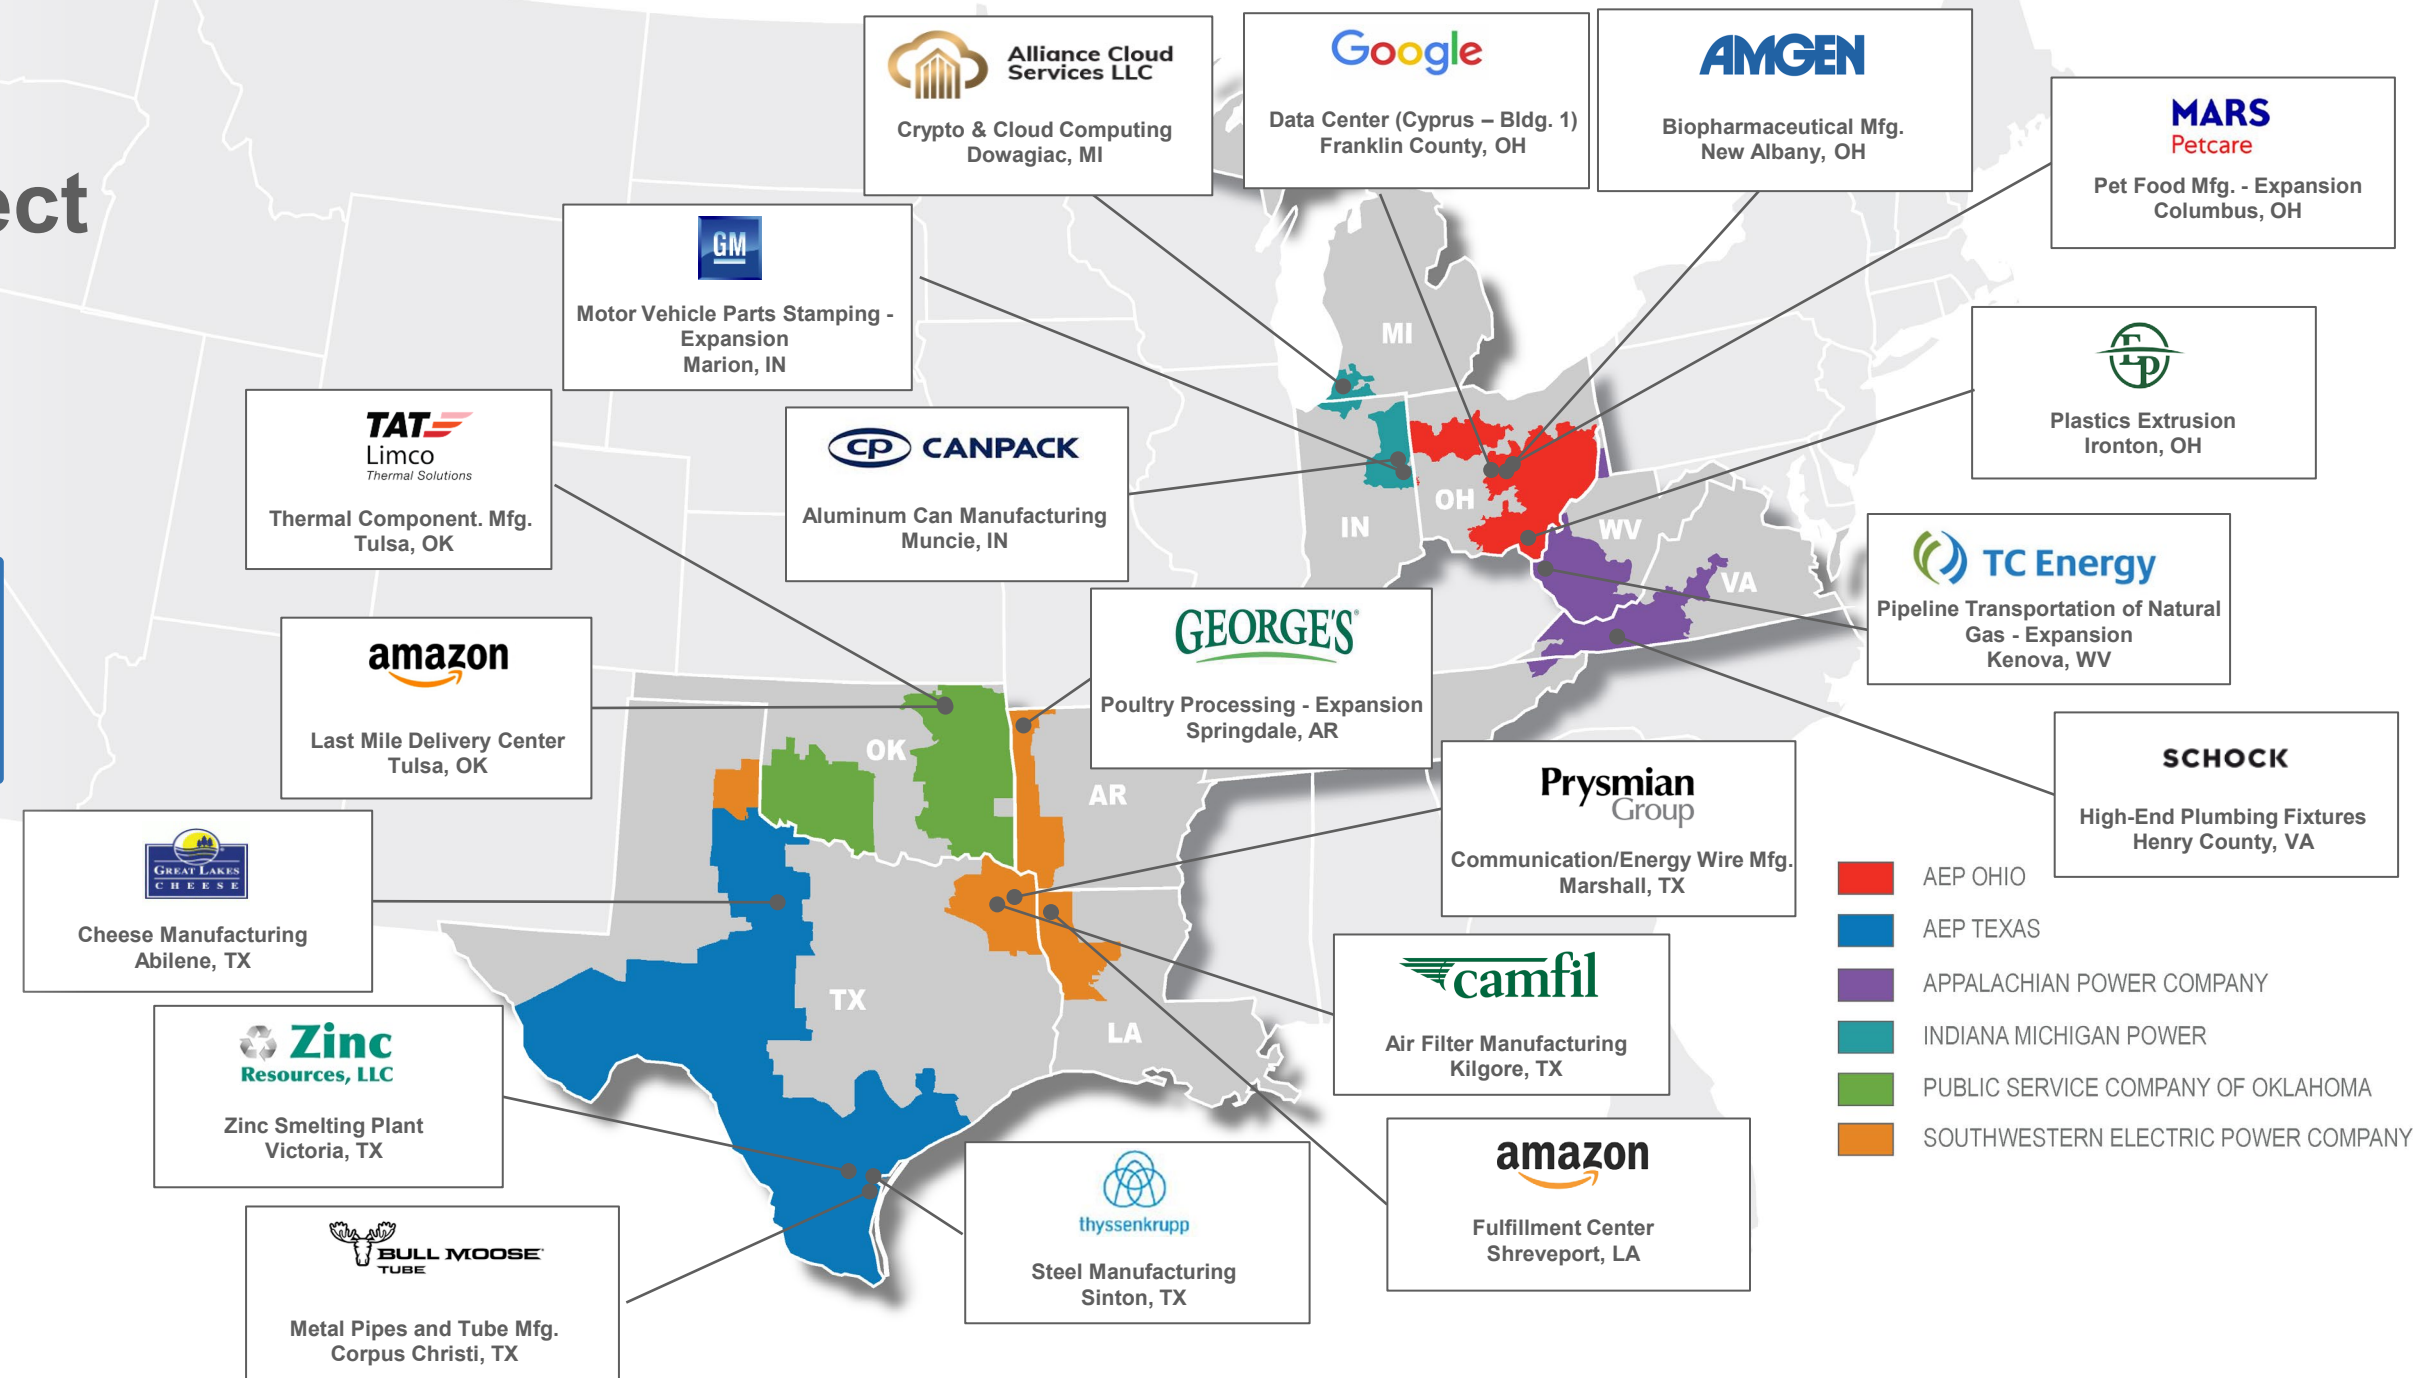 ect
Alliance Cloud
Services LLC
Crypto & Cloud Computing
Dowagiac, MI
Google
Data Center (Cyprus – Bldg. 1)
Franklin County, OH
AMGEN
Biopharmaceutical Mfg.
New Albany, OH
MARS
Petcare
Pet Food Mfg. - Expansion
Columbus, OH
GM
Motor Vehicle Parts Stamping -
Expansion
Marion, IN
EP
Plastics Extrusion
Ironton, OH
TAT
Limco
Thermal Solutions
Thermal Component. Mfg.
Tulsa, OK
CP CANPACK
Aluminum Can Manufacturing
Muncie, IN
TC Energy
Pipeline Transportation of Natural
Gas - Expansion
Kenova, WV
amazon
Last Mile Delivery Center
Tulsa, OK
GEORGE'S®
Poultry Processing - Expansion
Springdale, AR
SCHOCK
High-End Plumbing Fixtures
Henry County, VA
Prysmian
Group
Communication/Energy Wire Mfg.
Marshall, TX
GREAT LAKES
CHEESE
Cheese Manufacturing
Abilene, TX
camfil
Air Filter Manufacturing
Kilgore, TX
Zinc
Resources, LLC
Zinc Smelting Plant
Victoria, TX
amazon
Fulfillment Center
Shreveport, LA
thyssenkrupp
Steel Manufacturing
Sinton, TX
BULL MOOSE
TUBE
Metal Pipes and Tube Mfg.
Corpus Christi, TX
MI
IN
OH
WV
VA
OK
AR
TX
LA
AEP OHIO
AEP TEXAS
APPALACHIAN POWER COMPANY
INDIANA MICHIGAN POWER
PUBLIC SERVICE COMPANY OF OKLAHOMA
SOUTHWESTERN ELECTRIC POWER COMPANY